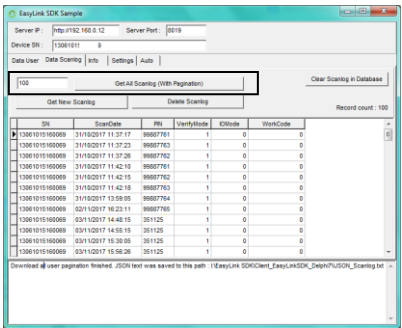 EasyLink SDK Sample
Server IP : http://192.168.0.12 Server Port : 8019
Device SN : 13061011 9
Data User Data Scanlog Info Settings Auto
100 Get All Scanlog (With Pagination) Clear Scanlog in Database
Get New Scanlog Delete Scanlog Record count : 100
SN ScanDate PIN VerifyMode IOMode WorkCode
13061015160069 31/10/2017 11:37:17 99887761 1 0 0
13061015160069 31/10/2017 11:37:23 99887763 1 0 0
13061015160069 31/10/2017 11:37:26 99887762 1 0 0
13061015160069 31/10/2017 11:42:10 99887761 1 0 0
13061015160069 31/10/2017 11:42:15 99887762 1 0 0
13061015160069 31/10/2017 11:42:18 99887763 1 0 0
13061015160069 31/10/2017 13:59:05 99887764 1 0 0
13061015160069 02/11/2017 16:23:11 99887765 1 0 0
13061015160069 03/11/2017 14:48:15 351125 1 0 0
13061015160069 03/11/2017 14:55:15 351125 1 0 0
13061015160069 03/11/2017 15:30:05 351125 1 0 0
13061015160069 03/11/2017 15:56:26 351125 1 0 0
Download all user pagination finished. JSON text was saved to this path : I:\EasyLink SDK\Client_EasyLinkSDK_Delphi7\JSON_Scanlog.txt